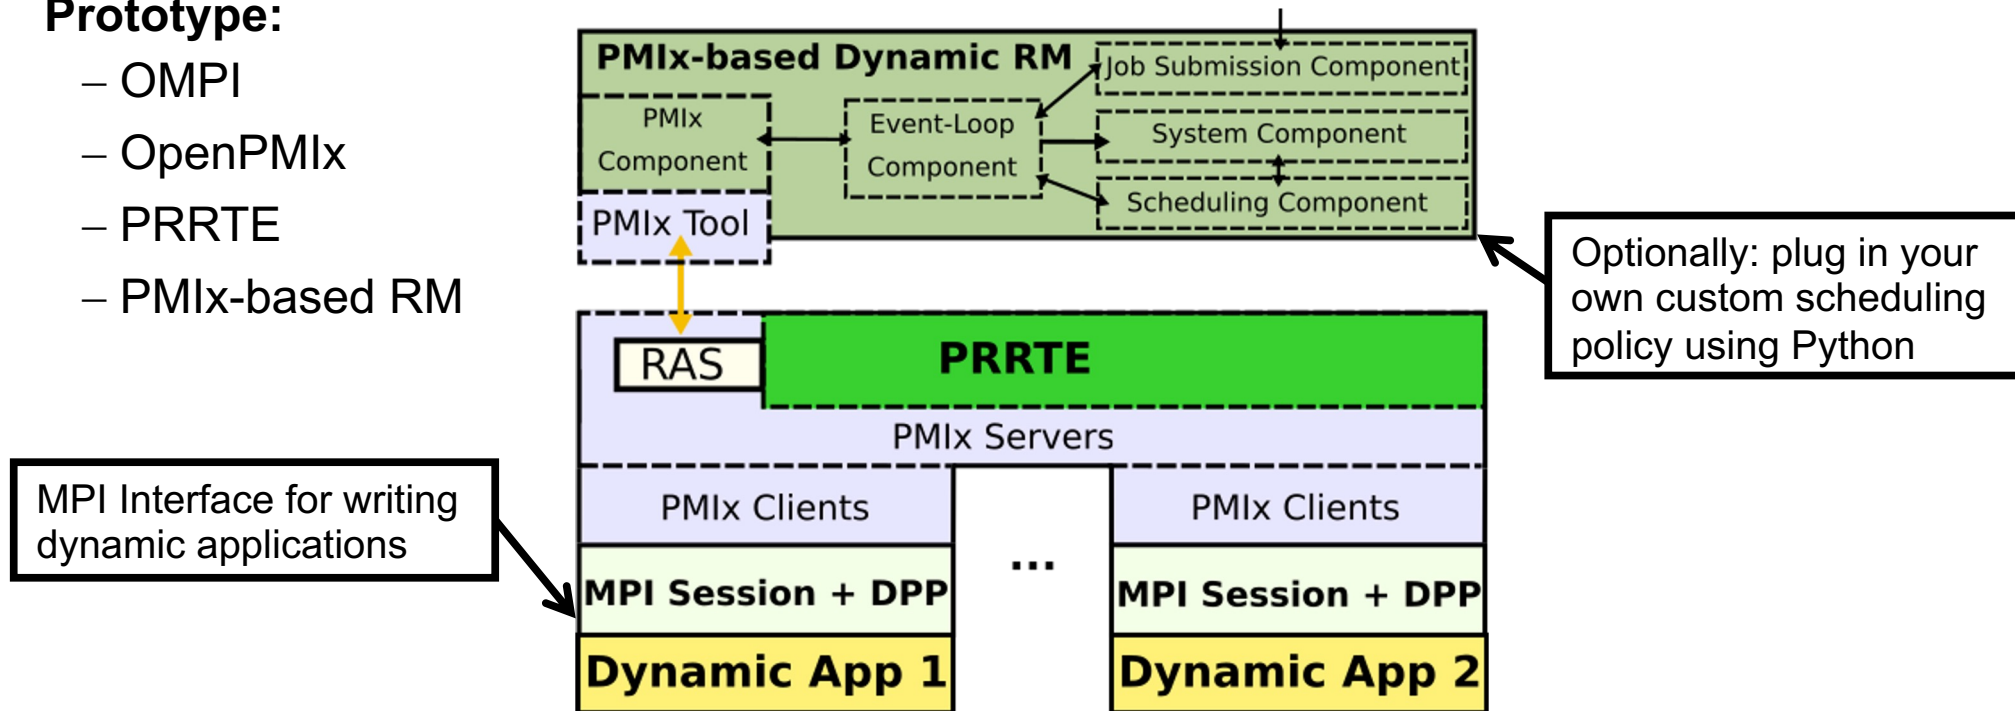 Prototype:
– OMPI
– OpenPMIx
– PRRTE
– PMIx-based RM
PMIx-based Dynamic RM
Job Submission Component
PMIx
Component
Event-Loop
Component
System Component
Scheduling Component
PMIx Tool
Optionally: plug in your
own custom scheduling
policy using Python
RAS
PRRTE
PMIx Servers
MPI Interface for writing
dynamic applications
PMIx Clients
PMIx Clients
...
MPI Session + DPP
MPI Session + DPP
Dynamic App 1
Dynamic App 2